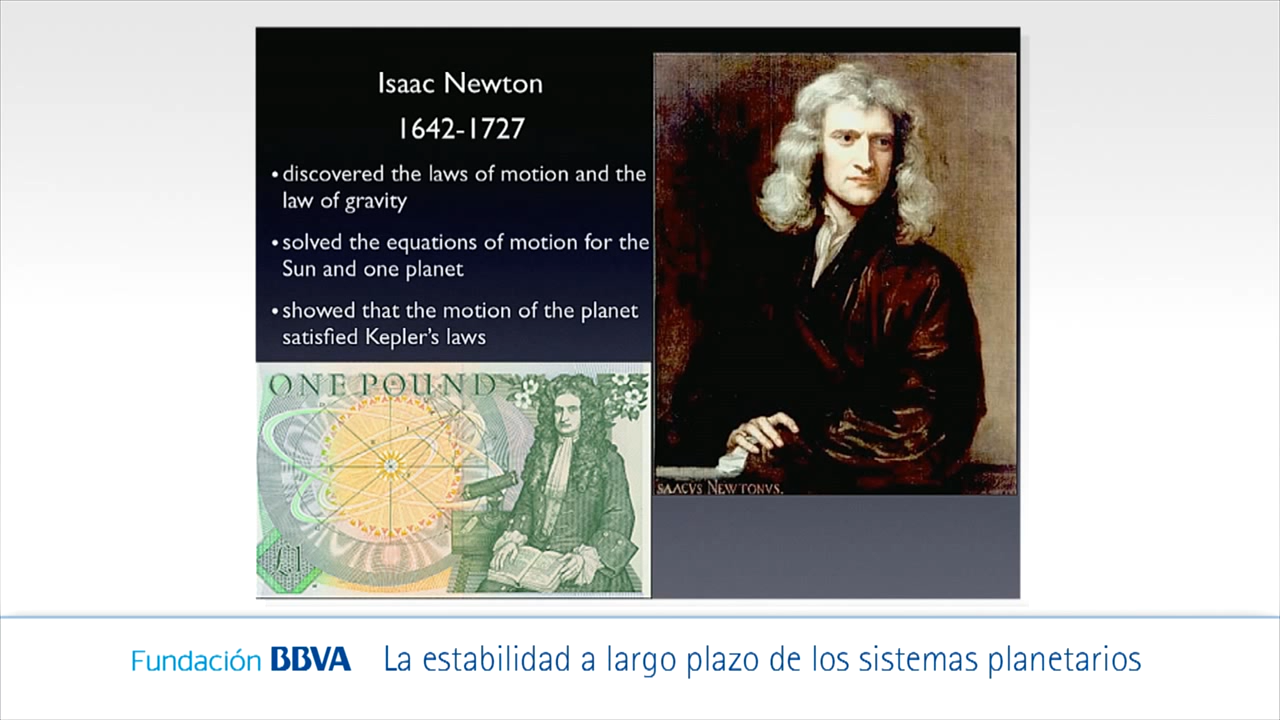 Isaac Newton
1642-1727
• discovered the laws of motion and the
law of gravity
• solved the equations of motion for the
Sun and one planet
• showed that the motion of the planet
satisfied Kepler's laws
ONE POUND
£1
SAACVS NEWTONVS.
Fundación BBVA La estabilidad a largo plazo de los sistemas planetarios